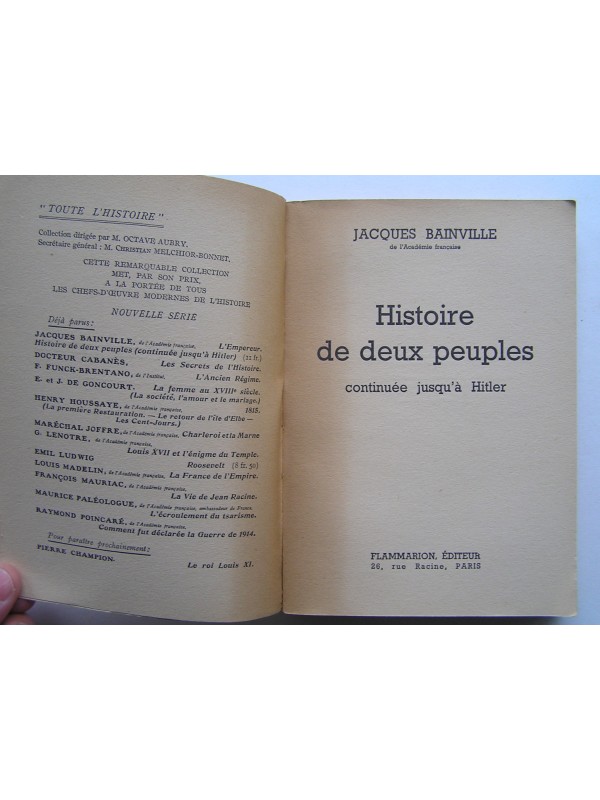 " TOUTE L'HISTOIRE "
Collection dirigée par M. OCTAVE AUBRY,
Secrétaire général : M. CHRISTIAN MELCHIOR-BONNET,
CETTE REMARQUABLE COLLECTION
MET, PAR SON PRIX,
A LA PORTÉE DE TOUS
LES CHEFS-D'ŒUVRE MODERNES DE L'HISTOIRE
NOUVELLE SÉRIE
Déjà parus :
JACQUES BAINVILLE, de l'Académie française. L'Empereur.
Histoire de deux peuples (continuée jusqu'à Hitler) (11 fr.)
DOCTEUR CABANÈS, Les Secrets de l'Histoire.
F. FUNCK-BRENTANO, de l'Institut. L'Ancien Régime.
E. et J. DE GONCOURT. La femme au XVIIIe siècle.
(La société, l'amour et le mariage.)
HENRY HOUSSAYE, de l'Académie française. 1815.
(La première Restauration. — Le retour de l'île d'Elbe —
Les Cent-Jours.)
MARÉCHAL JOFFRE, de l'Académie française. Charleroi et la Marne
G. LENOTRE, de l'Académie française.
Louis XVII et l'énigme du Temple.
EMIL LUDWIG Roosevelt (8 fr. 50)
LOUIS MADELIN, de l'Académie française. La France de l'Empire.
FRANÇOIS MAURIAC, de l'Académie française.
La Vie de Jean Racine.
MAURICE PALÉOLOGUE, de l'Académie française, ambassadeur de France.
L'écroulement du tsarisme.
RAYMOND POINCARÉ, de l'Académie française.
Comment fut déclarée la Guerre de 1914.
Pour paraître prochainement :
PIERRE CHAMPION. Le roi Louis XI.
JACQUES BAINVILLE
de l'Académie française
Histoire
de deux peuples
continuée jusqu'à Hitler
FLAMMARION, ÉDITEUR
26, rue Racine, PARIS